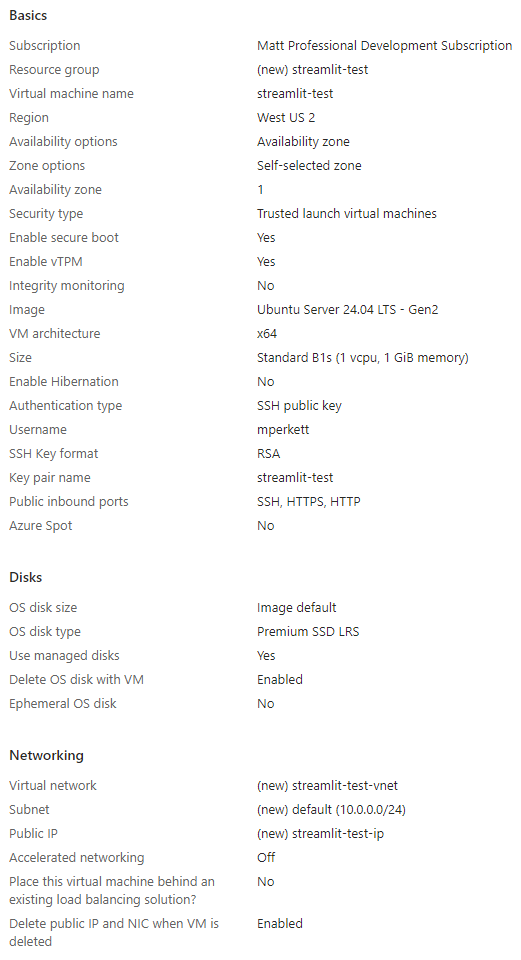 Basics
Subscription Matt Professional Development Subscription
Resource group (new) streamlit-test
Virtual machine name streamlit-test
Region West US 2
Availability options Availability zone
Zone options Self-selected zone
Availability zone 1
Security type Trusted launch virtual machines
Enable secure boot Yes
Enable vTPM Yes
Integrity monitoring No
Image Ubuntu Server 24.04 LTS - Gen2
VM architecture x64
Size Standard B1s (1 vcpu, 1 GiB memory)
Enable Hibernation No
Authentication type SSH public key
Username mperkett
SSH Key format RSA
Key pair name streamlit-test
Public inbound ports SSH, HTTPS, HTTP
Azure Spot No
Disks
OS disk size Image default
OS disk type Premium SSD LRS
Use managed disks Yes
Delete OS disk with VM Enabled
Ephemeral OS disk No
Networking
Virtual network (new) streamlit-test-vnet
Subnet (new) default (10.0.0.0/24)
Public IP (new) streamlit-test-ip
Accelerated networking Off
Place this virtual machine behind an No
existing load balancing solution?
Delete public IP and NIC when VM is Enabled
deleted